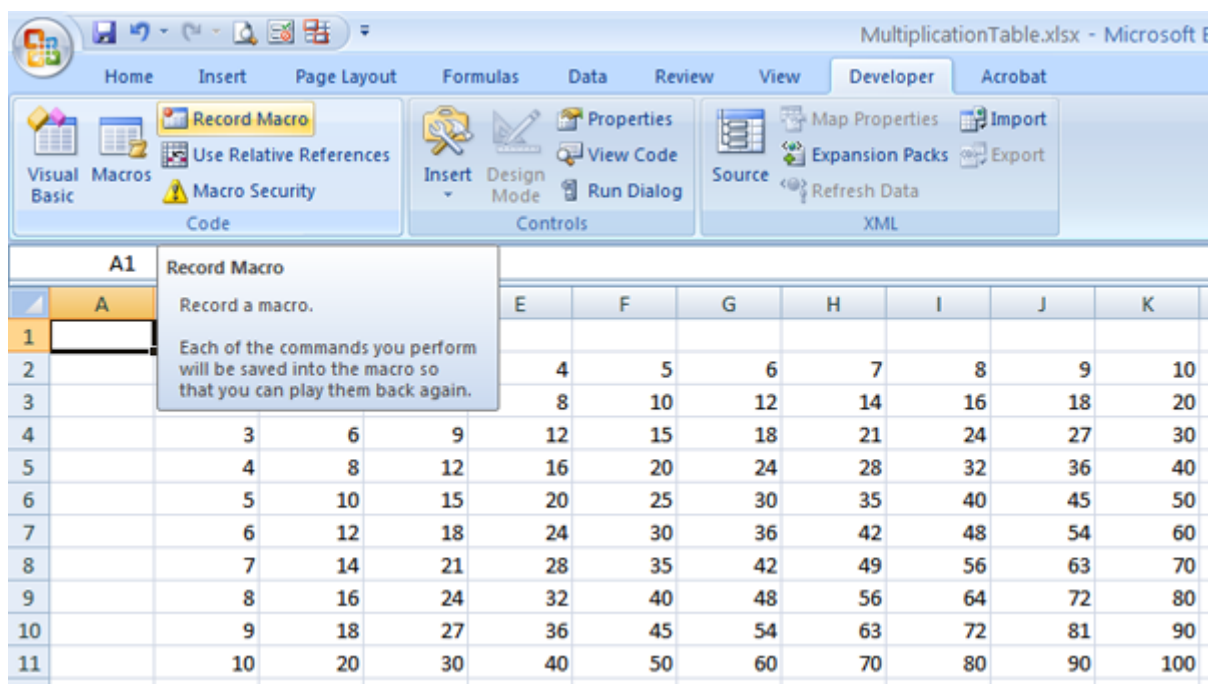 MultiplicationTable.xlsx - Microsoft
Home Insert Page Layout Formulas Data Review View Developer Acrobat
Visual Basic
Macros
Record Macro
Use Relative References
Macro Security
Code
Insert
Design Mode
Properties
View Code
Run Dialog
Controls
Source
Map Properties
Expansion Packs
Refresh Data
Import
Export
XML
A1
Record Macro
Record a macro.
Each of the commands you perform
will be saved into the macro so
that you can play them back again.
A E F G H I J K
1
2 4 5 6 7 8 9 10
3 8 10 12 14 16 18 20
4 3 6 9 12 15 18 21 24 27 30
5 4 8 12 16 20 24 28 32 36 40
6 5 10 15 20 25 30 35 40 45 50
7 6 12 18 24 30 36 42 48 54 60
8 7 14 21 28 35 42 49 56 63 70
9 8 16 24 32 40 48 56 64 72 80
10 9 18 27 36 45 54 63 72 81 90
11 10 20 30 40 50 60 70 80 90 100